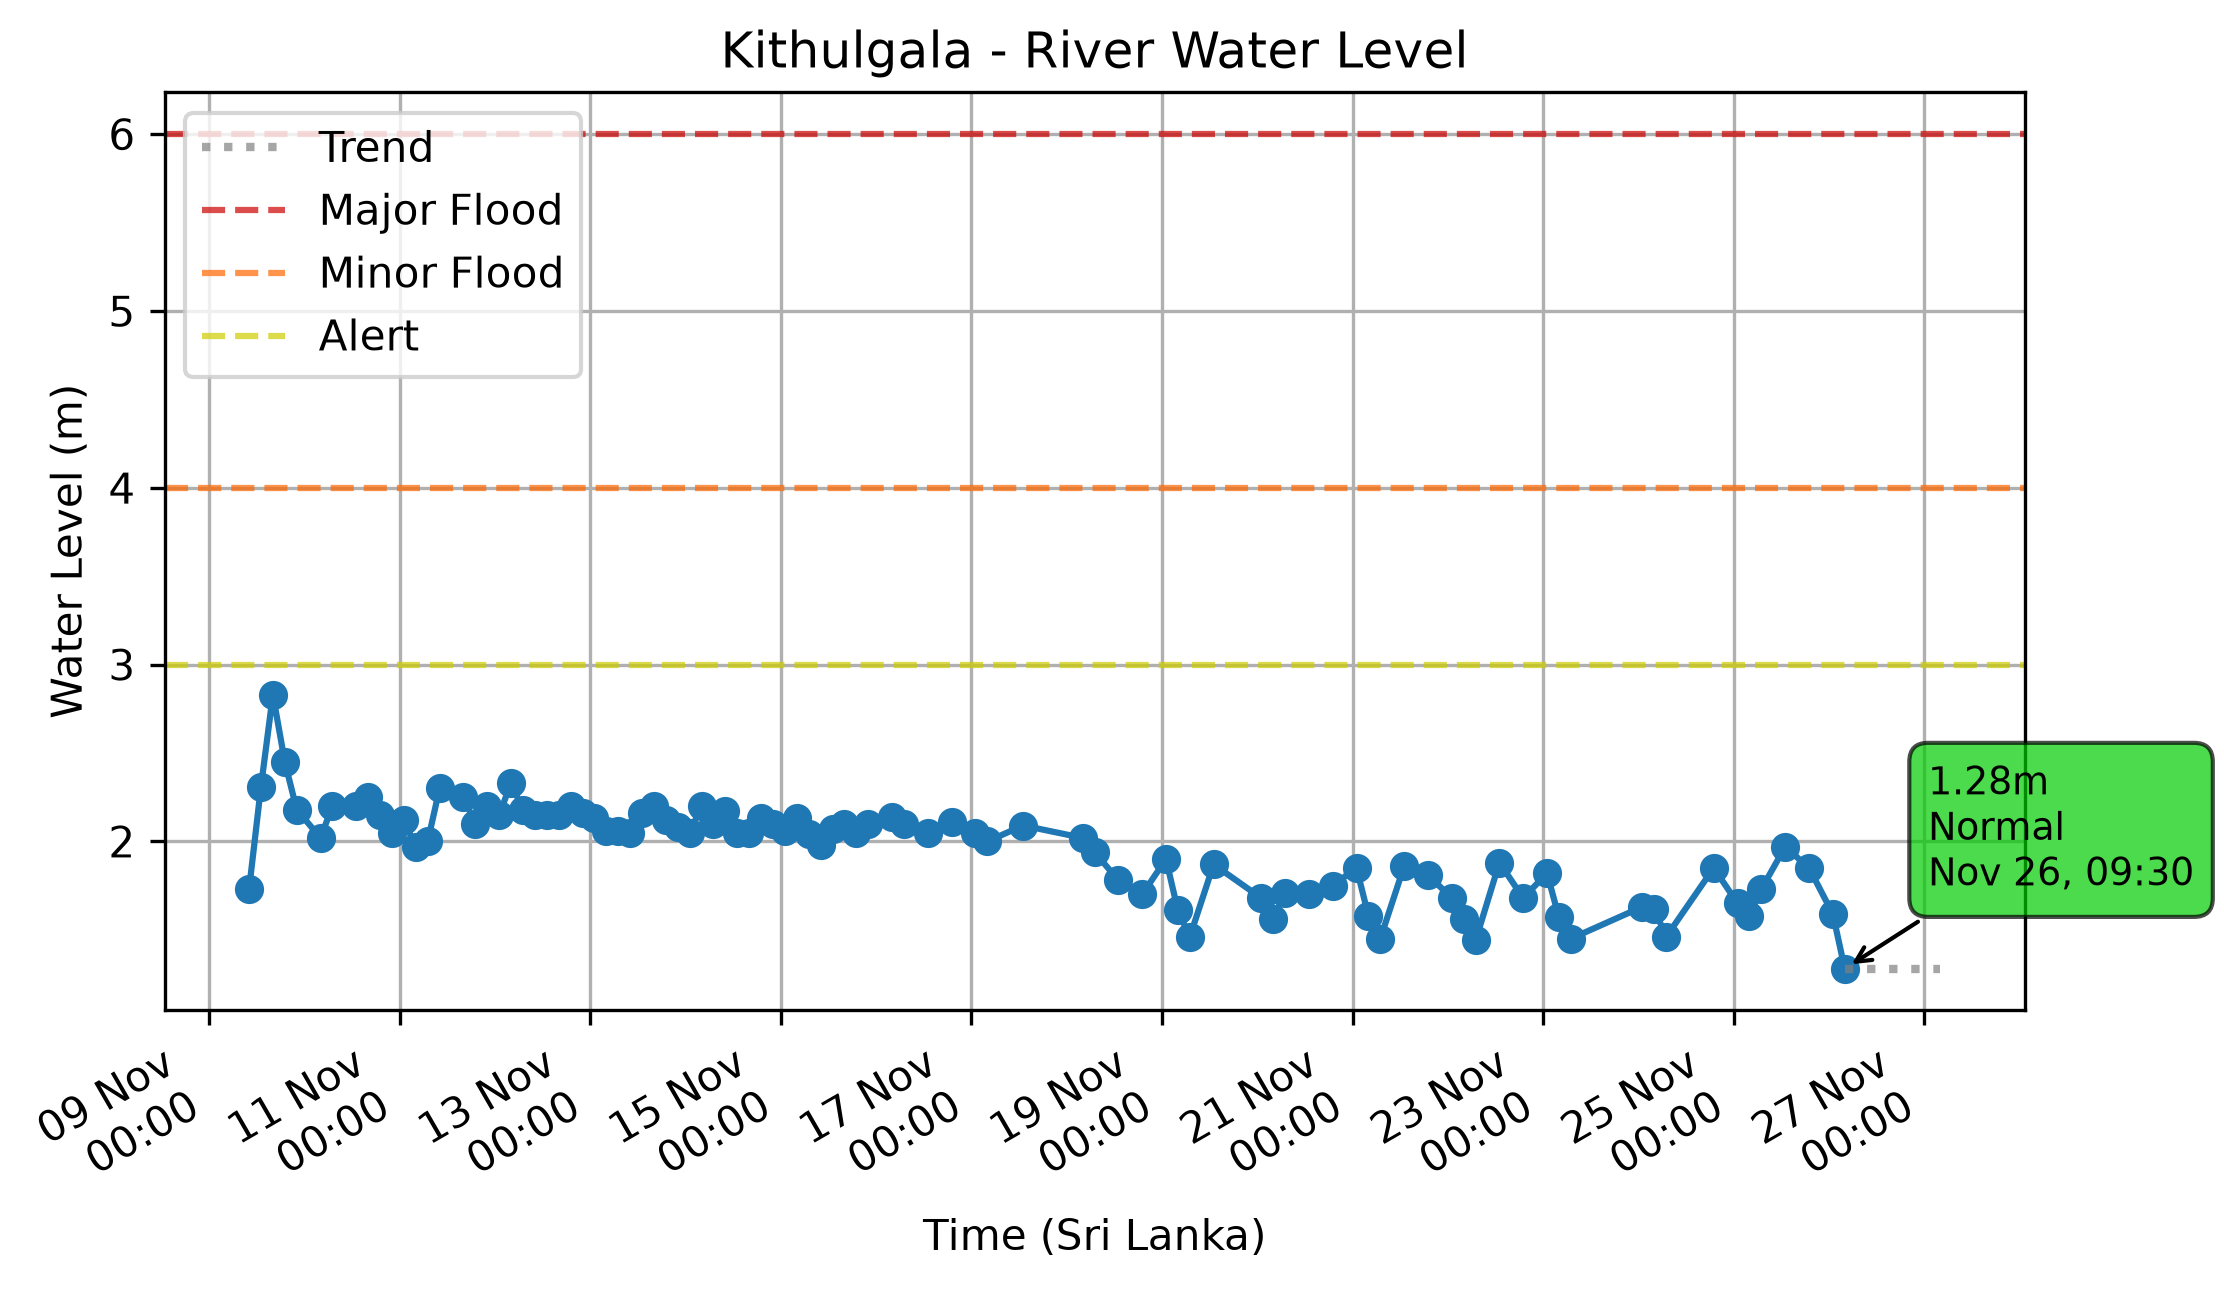 Kithulgala - River Water Level
Trend
Major Flood
Minor Flood
Alert
6
5
4
3
2
Water Level (m)
1.28m
Normal
Nov 26, 09:30
09 Nov
00:00
11 Nov
00:00
13 Nov
00:00
15 Nov
00:00
17 Nov
00:00
19 Nov
00:00
21 Nov
00:00
23 Nov
00:00
25 Nov
00:00
27 Nov
00:00
Time (Sri Lanka)